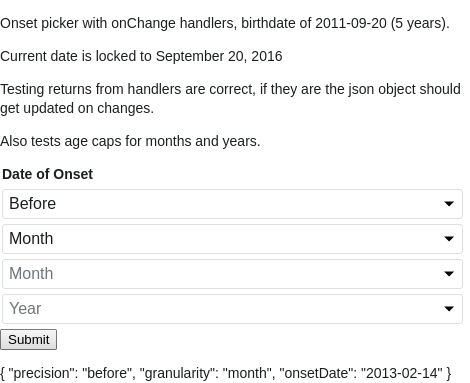 Onset picker with onChange handlers, birthdate of 2011-09-20 (5 years).
Current date is locked to September 20, 2016
Testing returns from handlers are correct, if they are the json object should
get updated on changes.
Also tests age caps for months and years.
Date of Onset
Before
Month
Month
Year
Submit
{ "precision": "before", "granularity": "month", "onsetDate": "2013-02-14" }